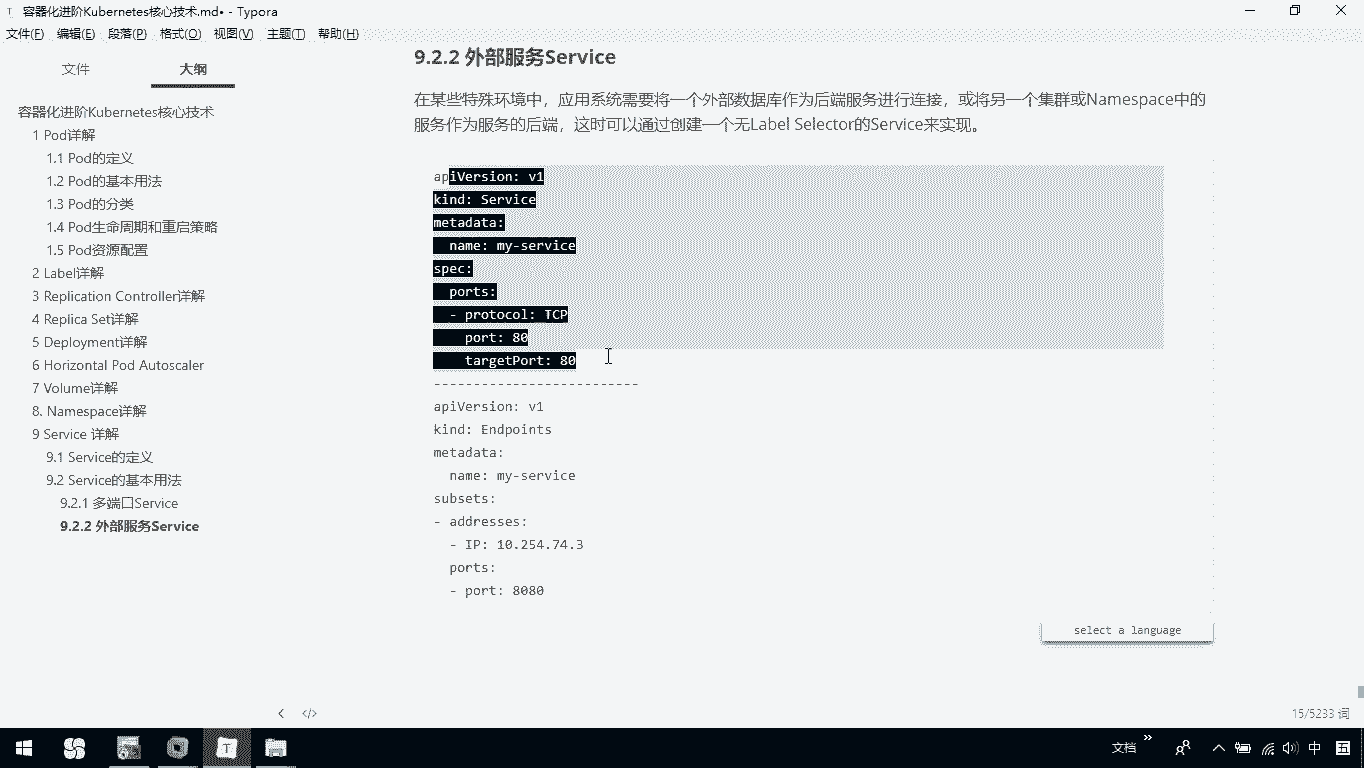 容器化进阶Kubernetes核心技术.md• - Typora
文件(F) 编辑(E) 段落(P) 格式(O) 视图(V) 主题(T) 帮助(H)
文件 大纲
容器化进阶Kubernetes核心技术
1 Pod详解
1.1 Pod的定义
1.2 Pod的基本用法
1.3 Pod的分类
1.4 Pod生命周期和重启策略
1.5 Pod资源配置
2 Label详解
3 Replication Controller详解
4 Replica Set详解
5 Deployment详解
6 Horizontal Pod Autoscaler
7 Volume详解
8. Namespace详解
9 Service 详解
9.1 Service的定义
9.2 Service的基本用法
9.2.1 多端口Service
9.2.2 外部服务Service
9.2.2 外部服务Service
在某些特殊环境中，应用系统需要将一个外部数据库作为后端服务进行连接，或将另一个集群或Namespace中的
服务作为服务的后端，这时可以通过创建一个无Label Selector的Service来实现。
apiVersion: v1
kind: Service
metadata:
  name: my-service
spec:
  ports:
  - protocol: TCP
    port: 80
    targetPort: 80
--------------------------
apiVersion: v1
kind: Endpoints
metadata:
  name: my-service
subsets:
- addresses:
  - IP: 10.254.74.3
  ports:
  - port: 8080
select a language
15/5233 词
T
文档
中
五